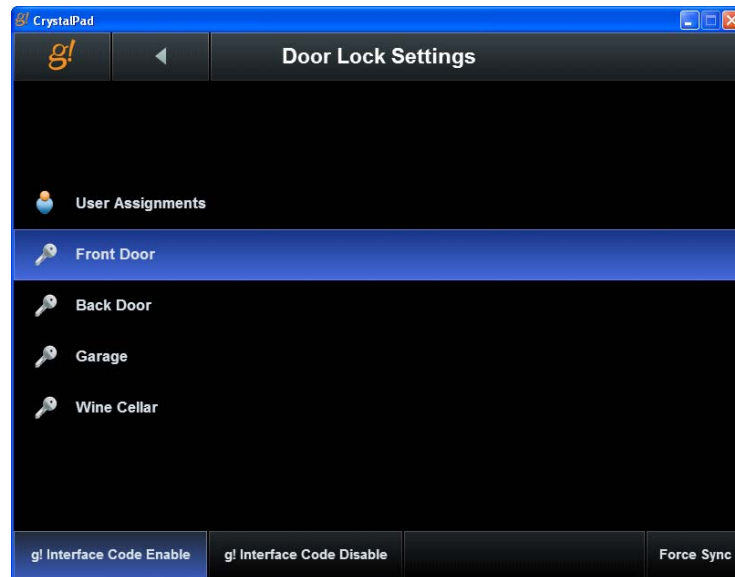 g! CrystalPad
g! Door Lock Settings
User Assignments
Front Door
Back Door
Garage
Wine Cellar
g! Interface Code Enable g! Interface Code Disable Force Sync